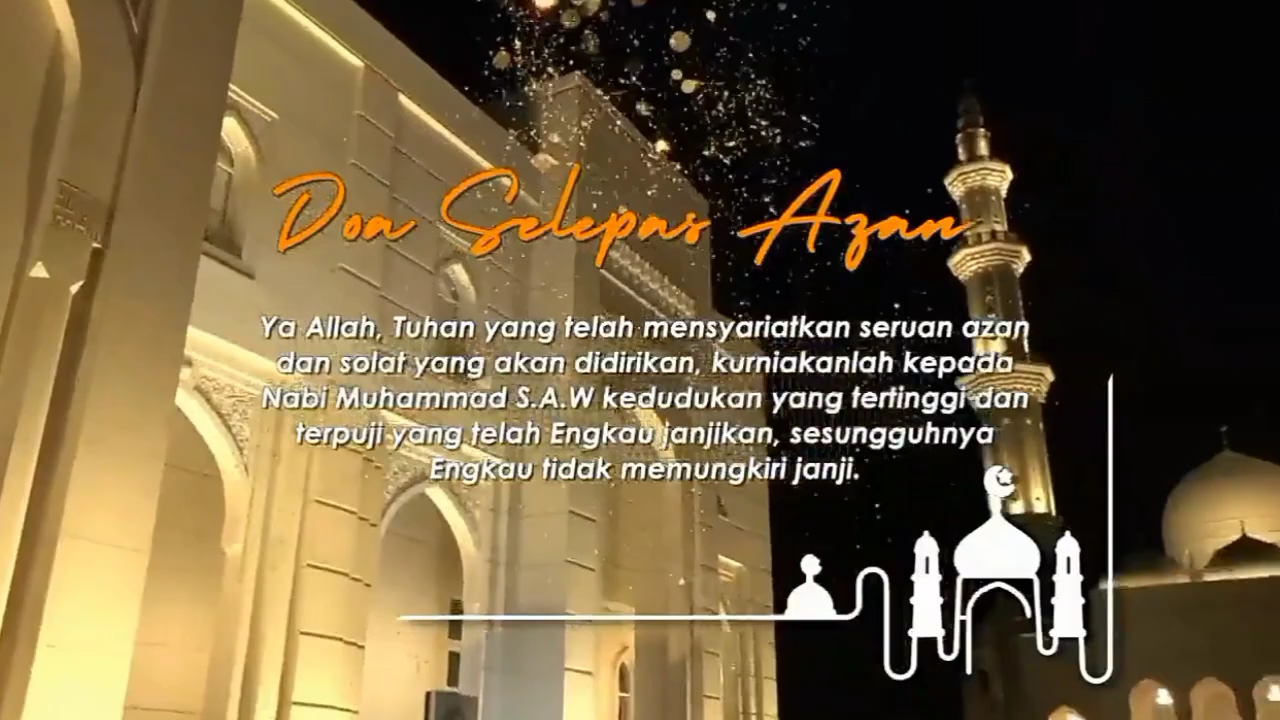 Doa Selepas Azan
Ya Allah, Tuhan yang telah mensyariatkan seruan azan
dan solat yang akan didirikan, kurniakanlah kepada
Nabi Muhammad S.A.W kedudukan yang tertinggi dan
terpuji yang telah Engkau janjikan, sesungguhnya
Engkau tidak memungkiri janji.